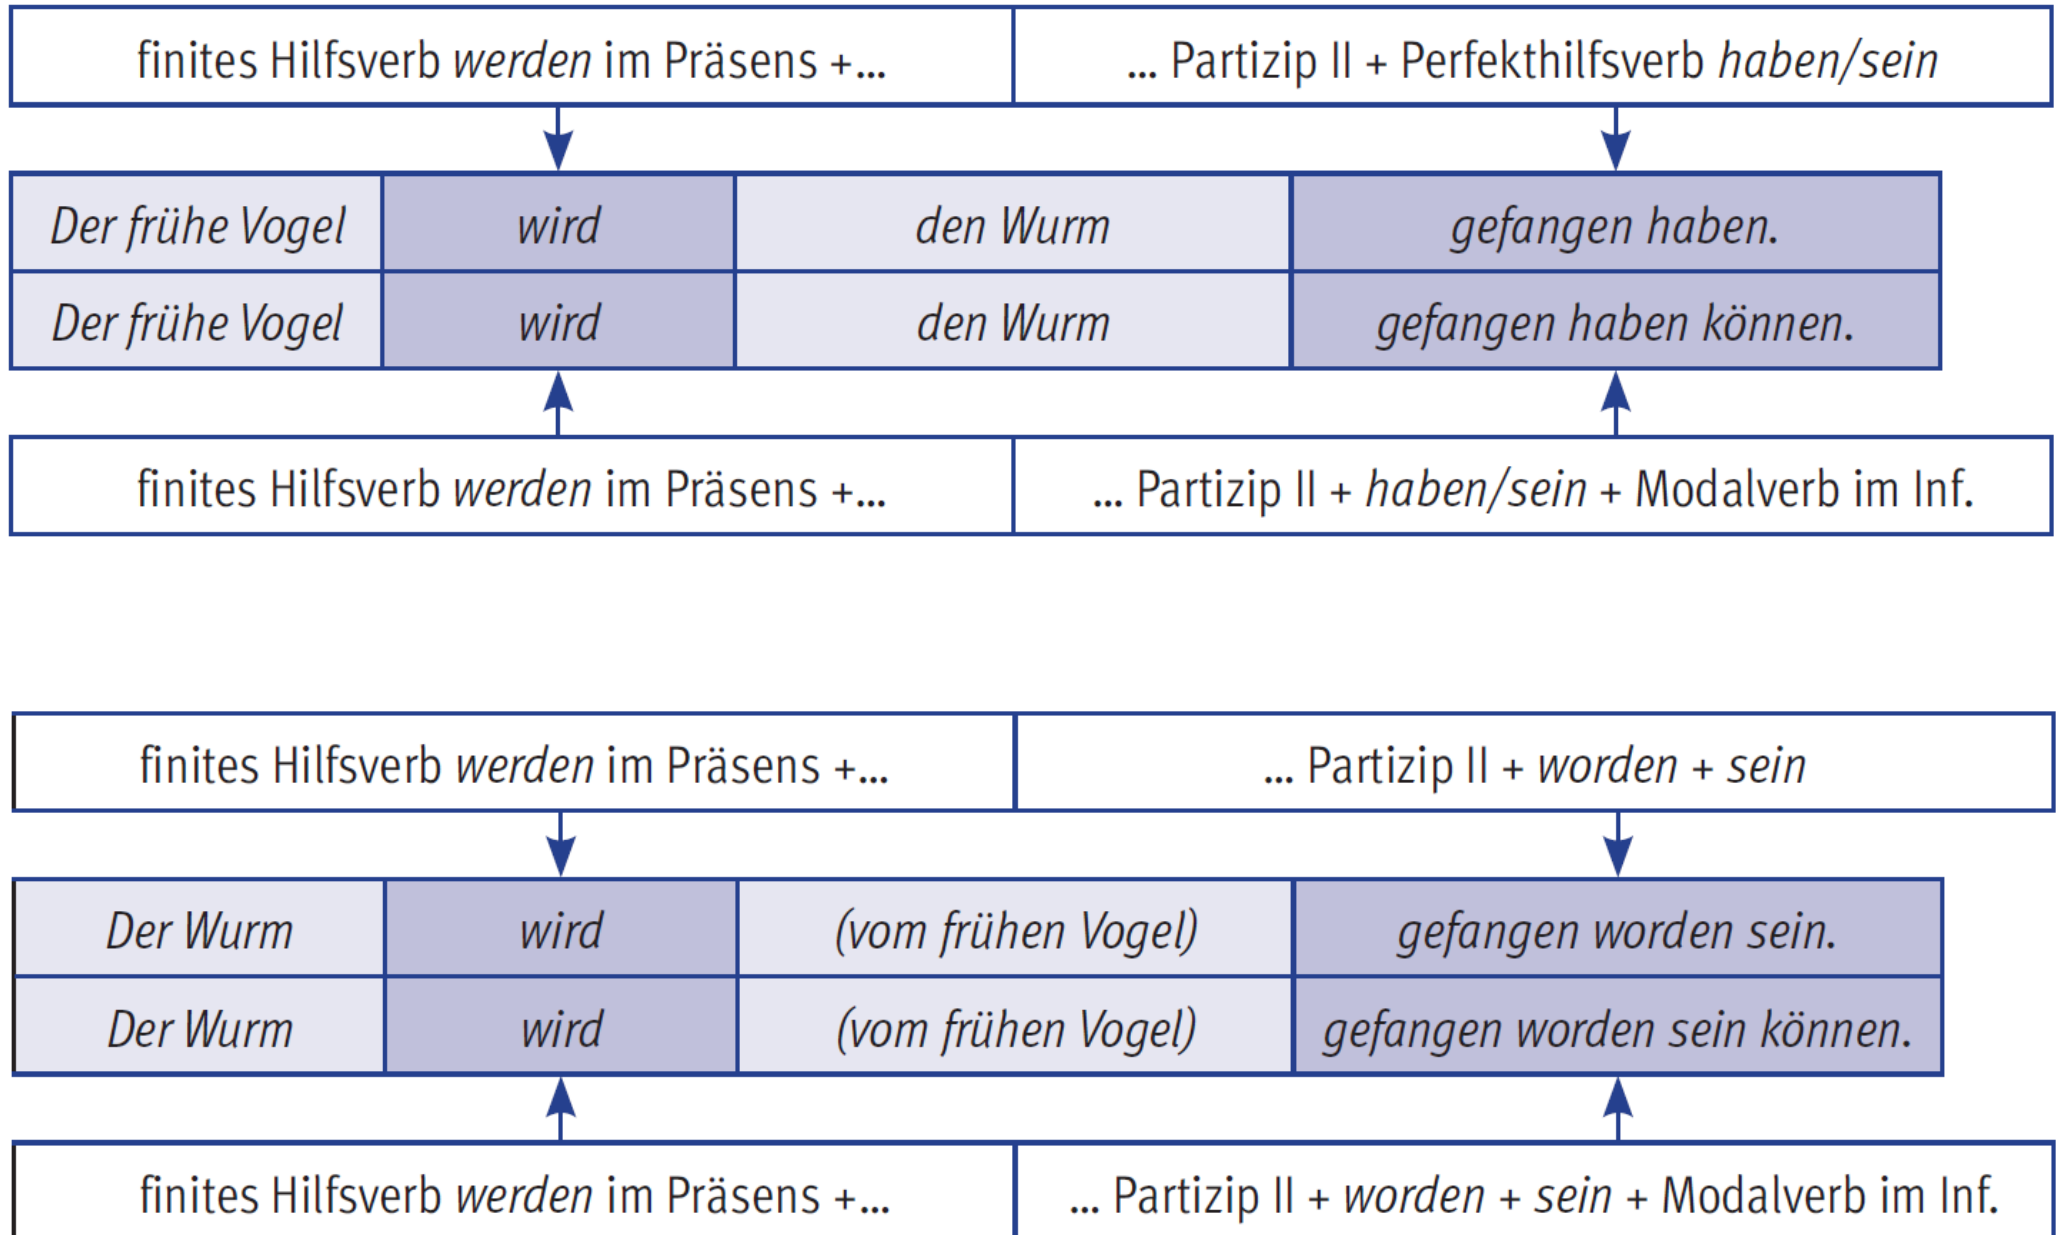 finites Hilfsverb werden im Präsens +... ... Partizip II + Perfekthilfsverb haben/sein
Der frühe Vogel wird den Wurm gefangen haben.
Der frühe Vogel wird den Wurm gefangen haben können.
finites Hilfsverb werden im Präsens +... ... Partizip II + haben/sein + Modalverb im Inf.
finites Hilfsverb werden im Präsens +... ... Partizip II + worden + sein
Der Wurm wird (vom frühen Vogel) gefangen worden sein.
Der Wurm wird (vom frühen Vogel) gefangen worden sein können.
finites Hilfsverb werden im Präsens +... ... Partizip II + worden + sein + Modalverb im Inf.